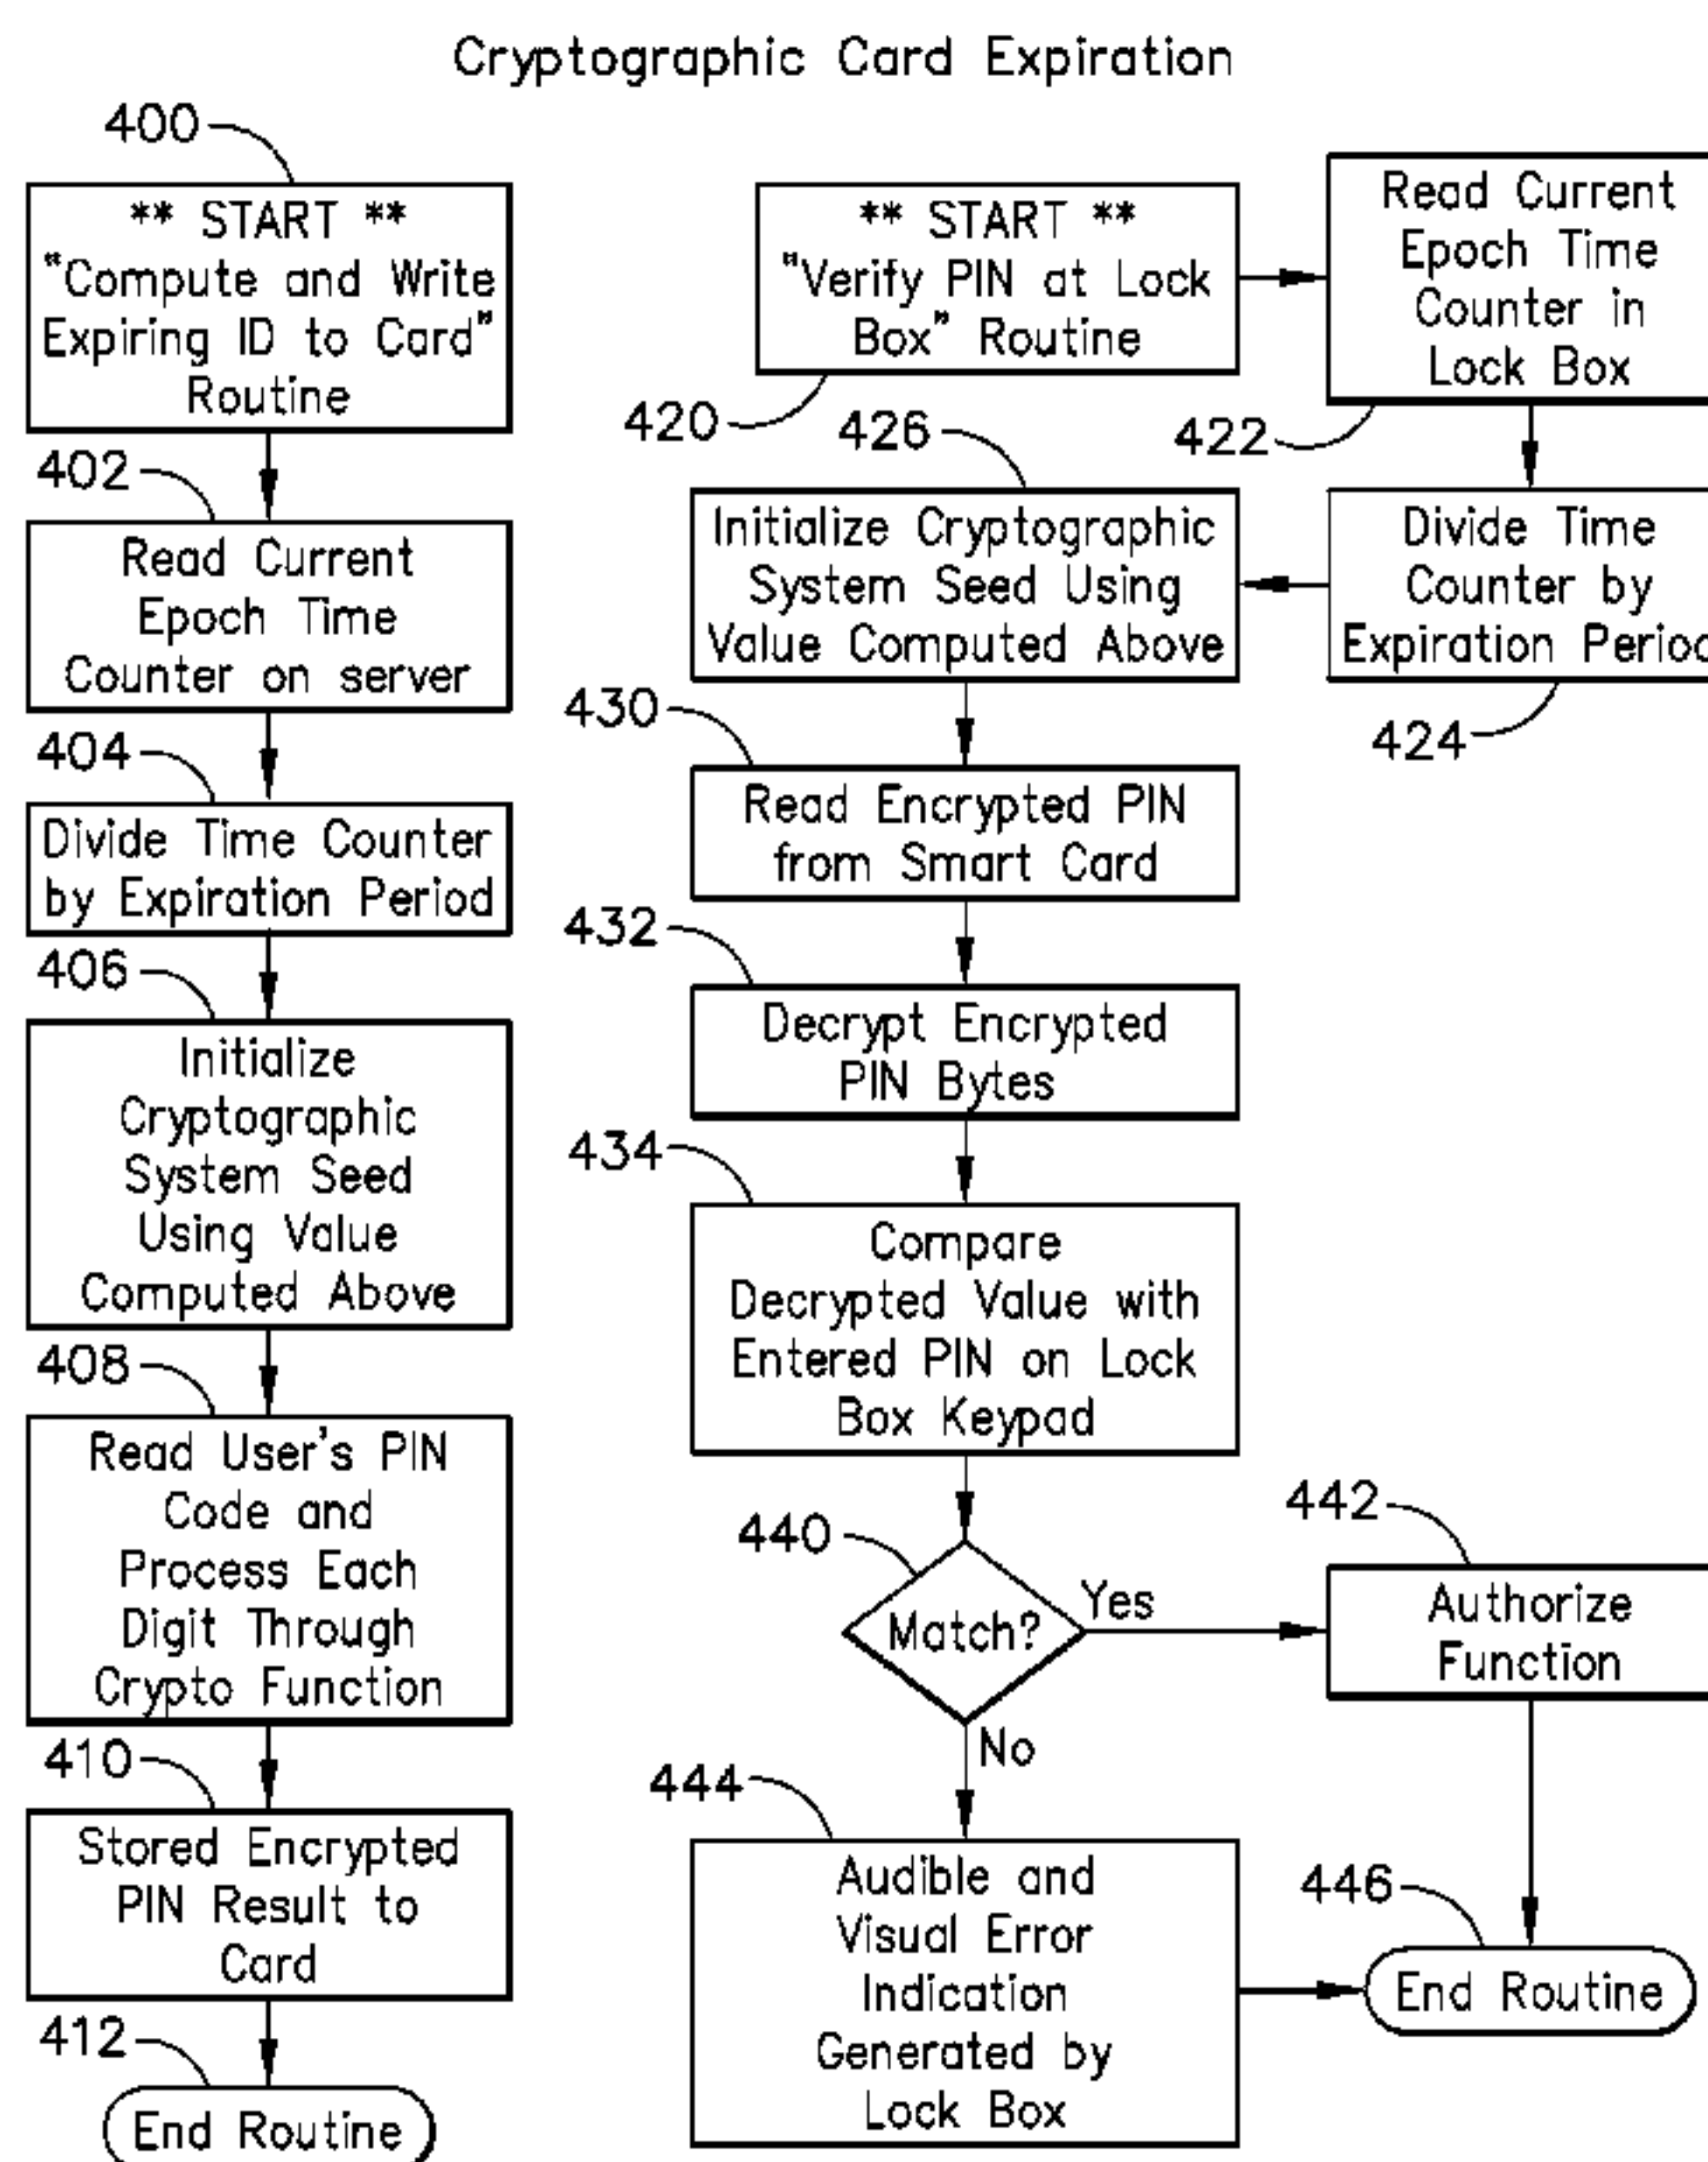 Cryptographic Card Expiration
400
** START **
"Compute and Write
Expiring ID to Card"
Routine
402
Read Current
Epoch Time
Counter on server
404
Divide Time Counter
by Expiration Period
406
Initialize
Cryptographic
System Seed
Using Value
Computed Above
408
Read User's PIN
Code and
Process Each
Digit Through
Crypto Function
410
Stored Encrypted
PIN Result to
Card
412
End Routine
** START **
"Verify PIN at Lock
Box" Routine
420
Read Current
Epoch Time
Counter in
Lock Box
422
Divide Time
Counter by
Expiration Period
424
426
Initialize Cryptographic
System Seed Using
Value Computed Above
430
Read Encrypted PIN
from Smart Card
432
Decrypt Encrypted
PIN Bytes
434
Compare
Decrypted Value with
Entered PIN on Lock
Box Keypad
440
Match?
Yes
No
442
Authorize
Function
444
Audible and
Visual Error
Indication
Generated by
Lock Box
446
End Routine